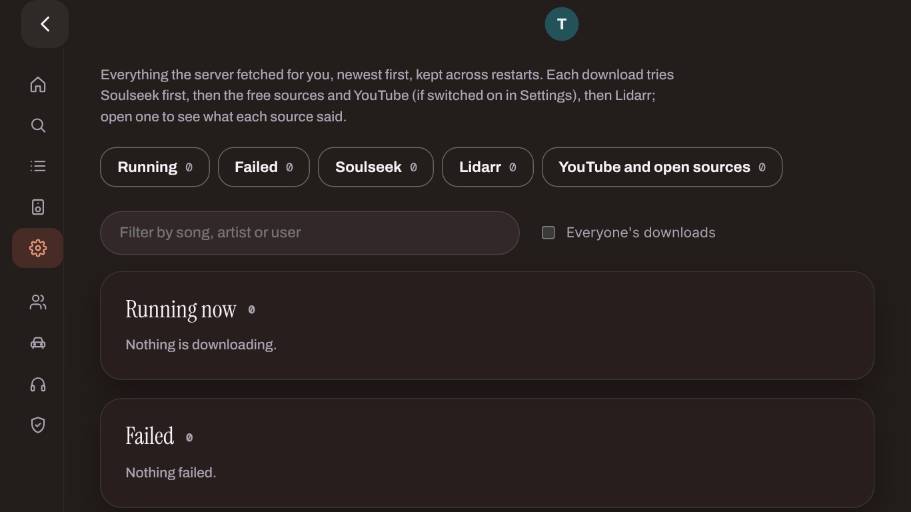 T
Everything the server fetched for you, newest first, kept across restarts. Each download tries
Soulseek first, then the free sources and YouTube (if switched on in Settings), then Lidarr;
open one to see what each source said.
Running 0
Failed 0
Soulseek 0
Lidarr 0
YouTube and open sources 0
Filter by song, artist or user
Everyone's downloads
Running now 0
Nothing is downloading.
Failed 0
Nothing failed.